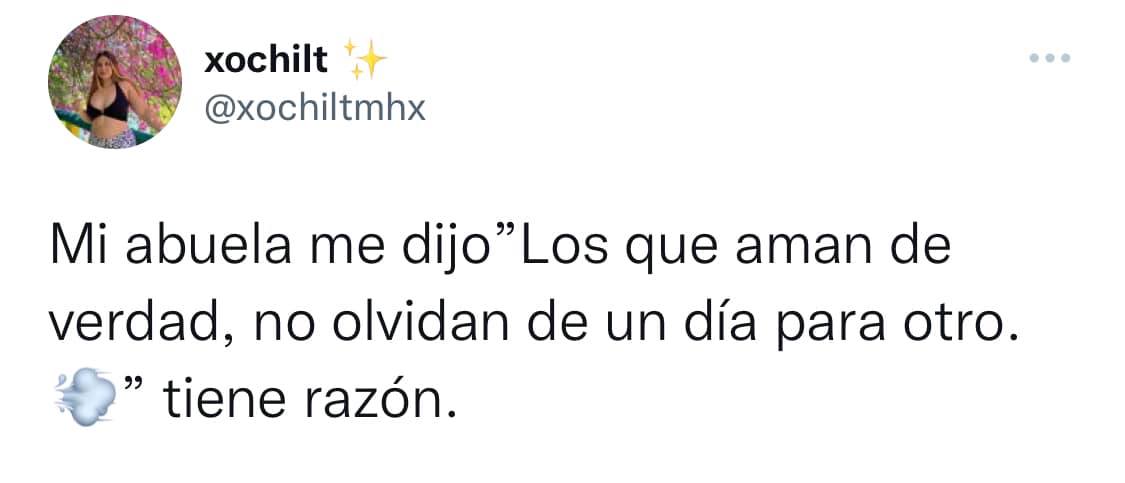 xochilt ✨
@xochiltmhx
Mi abuela me dijo”Los que aman de
verdad, no olvidan de un día para otro.
💨” tiene razón.